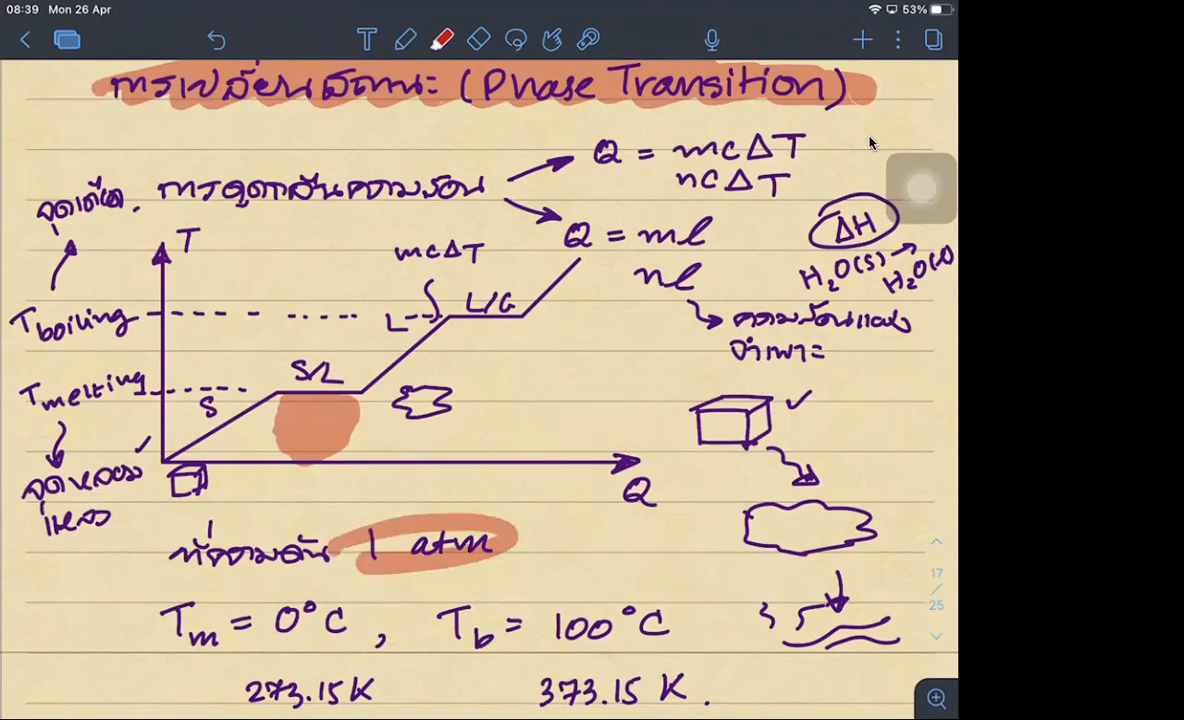 08:39 Mon 26 Apr
53%
การเปลี่ยนสถานะ (Phase Transition)
การดูดกลืนความร้อน
Q = mcΔT
ncΔT
Q = ml
nl
ΔH
H₂O(s) → H₂O(l)
ความร้อนแฝง
จำเพาะ
จุดเดือด.
T
mcΔT
Tboiling
L
L/G
Tmelting
S
S/L
จุดหลอม
เหลว
Q
ที่ความดัน 1 atm
Tm = 0°C , Tb = 100°C
273.15 K 373.15 K .
17
/
25